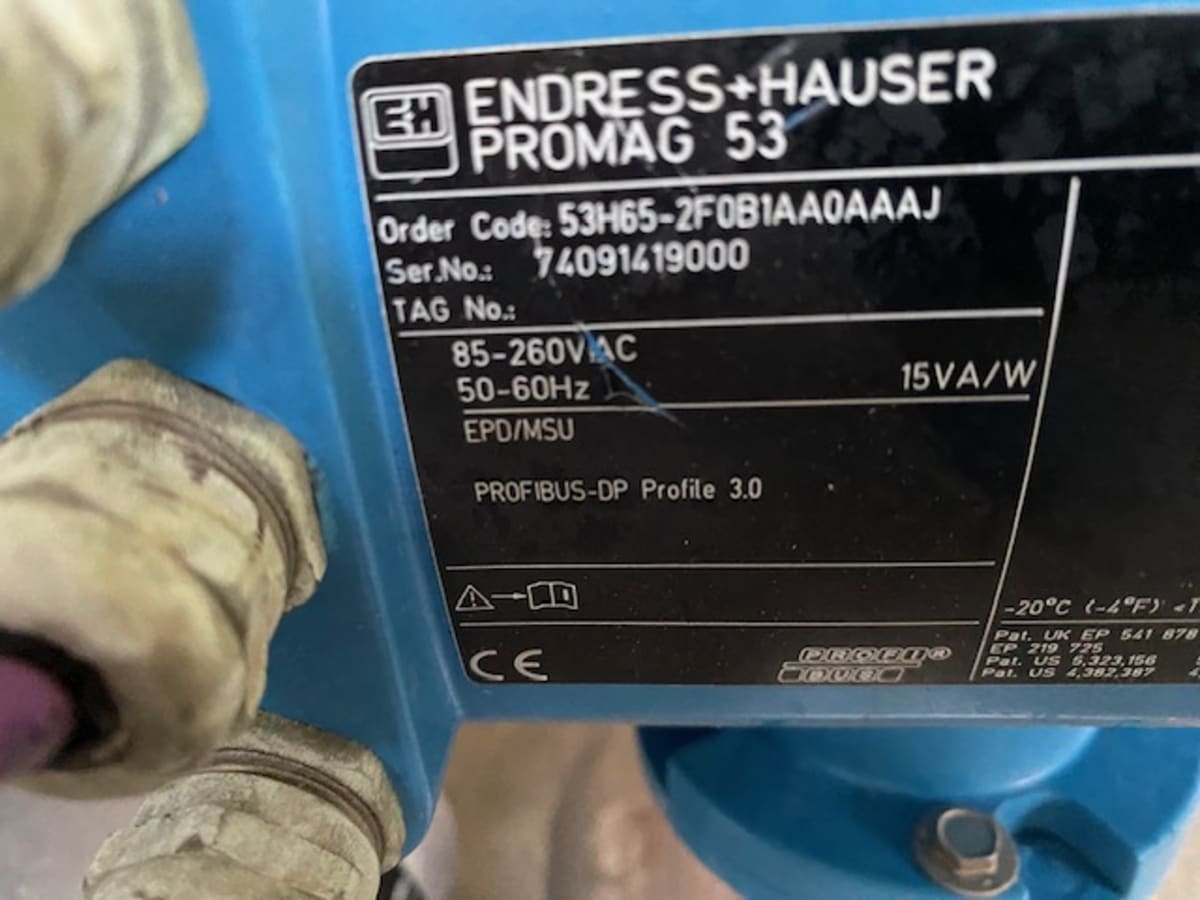 E+H ENDRESS+HAUSER
PROMAG 53
Order Code: 53H65-2F0B1AA0AAAJ
Ser.No.: 74091419000
TAG No.:
85-260VAC
50-60Hz 15VA/W
EPD/MSU
PROFIBUS-DP Profile 3.0
-20°C (-4°F) <T
CE
PROFI®
BUS
Pat. UK EP 541 878
EP 219 725
Pat. US 5,323,156
Pat. US 4,382,387 4